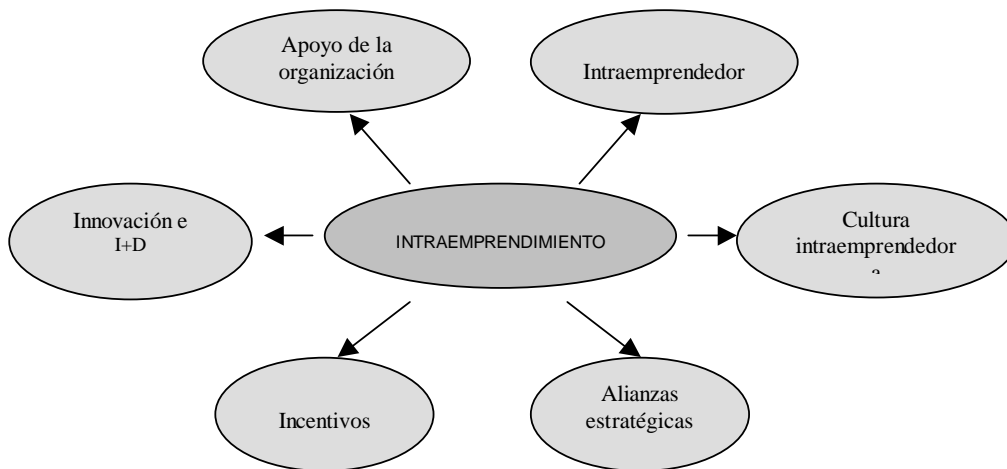 Apoyo de la
organización
Intraemprendedor
Innovación e
I+D
INTRAEMPRENDIMIENTO
Cultura
intraemprendedor
a
Incentivos
Alianzas
estratégicas